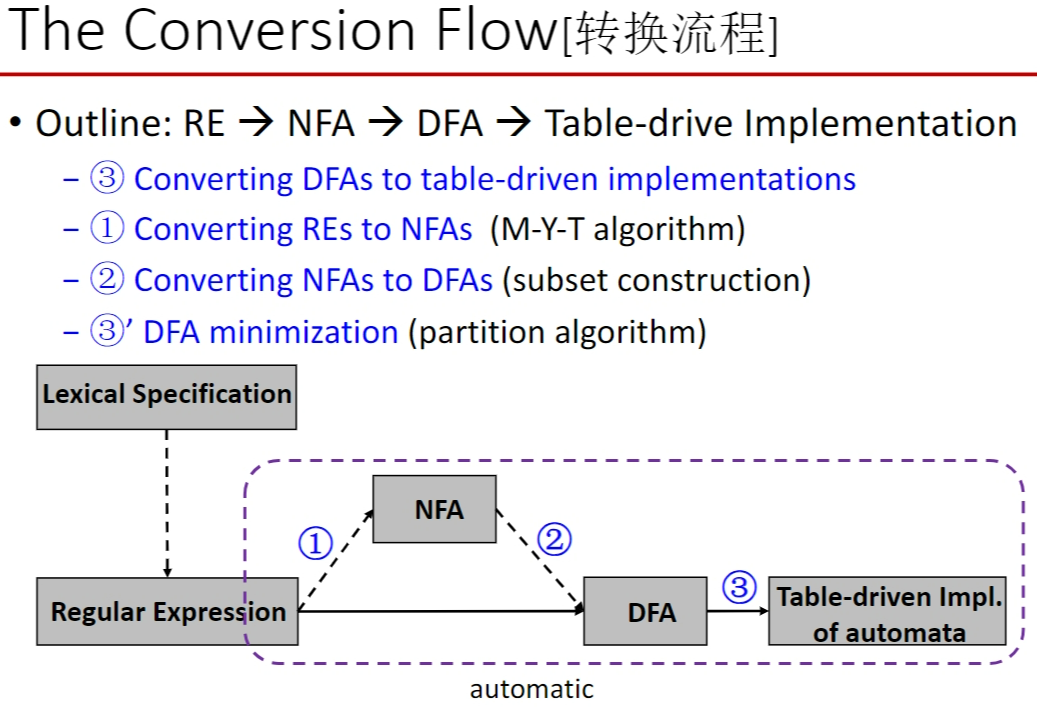 The Conversion Flow[转换流程]
• Outline: RE → NFA → DFA → Table-drive Implementation
– ③ Converting DFAs to table-driven implementations
– ① Converting REs to NFAs (M-Y-T algorithm)
– ② Converting NFAs to DFAs (subset construction)
– ③’ DFA minimization (partition algorithm)
Lexical Specification
NFA
①
②
Regular Expression
DFA
③
Table-driven Impl.
of automata
automatic